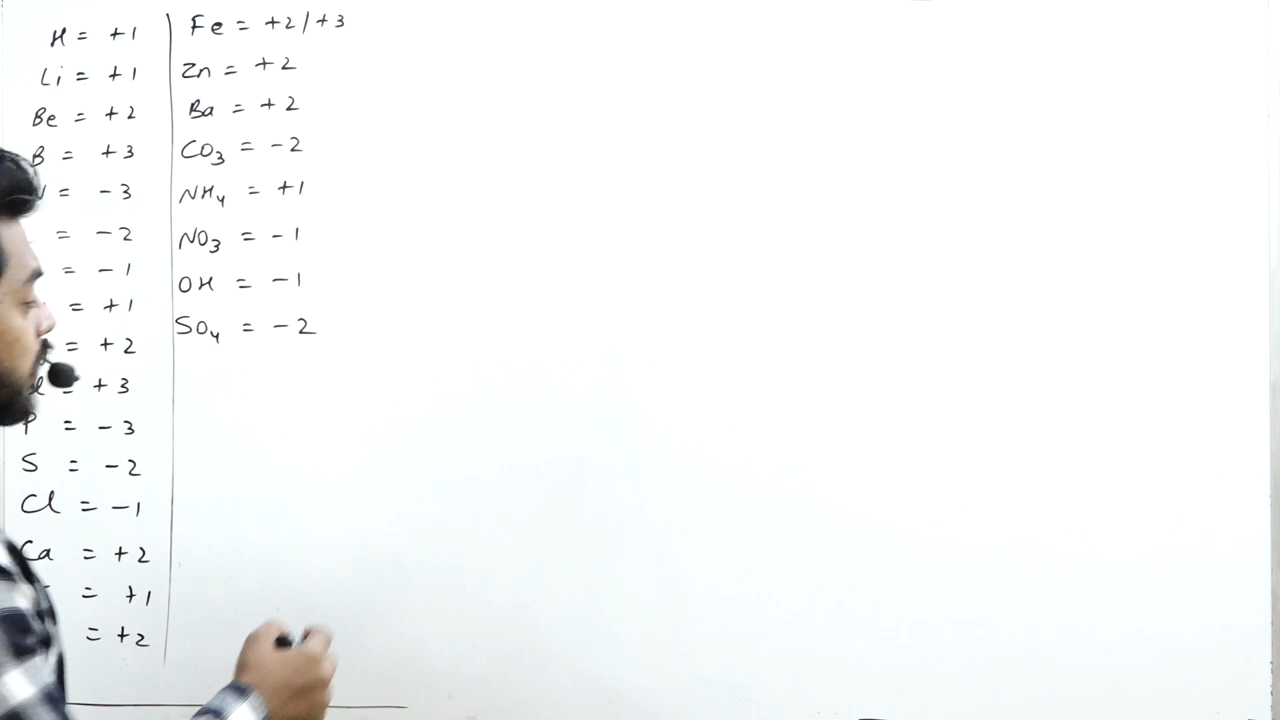 H = +1
Li = +1
Be = +2
B = +3
= -3
= -2
= -1
= +1
= +2
= +3
P = -3
S = -2
Cl = -1
Ca = +2
= +1
= +2
Fe = +2/+3
Zn = +2
Ba = +2
CO₃ = -2
NH₄ = +1
NO₃ = -1
OH = -1
SO₄ = -2